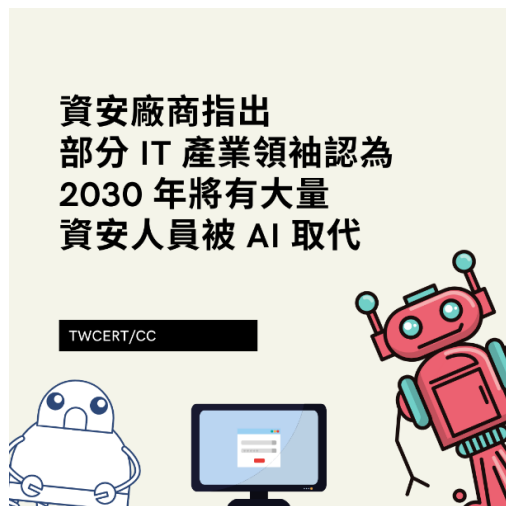 資安廠商指出
部分 IT 產業領袖認為
2030 年將有大量
資安人員被 AI 取代
TWCERT/CC